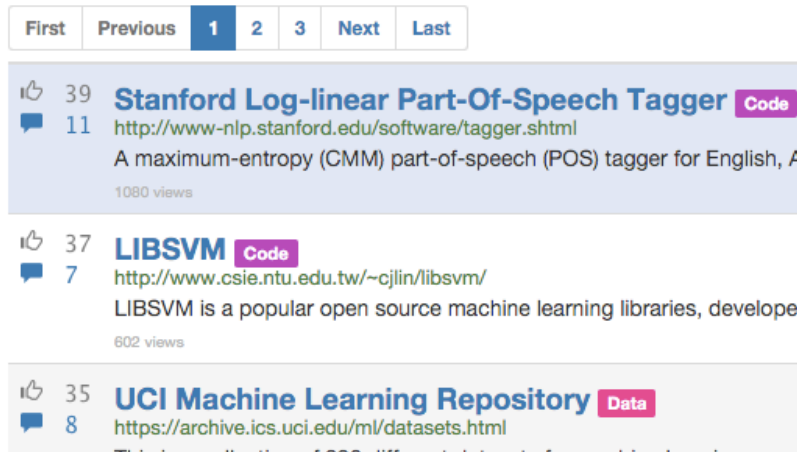 First Previous 1 2 3 Next Last
39 Stanford Log-linear Part-Of-Speech Tagger Code
11 http://www-nlp.stanford.edu/software/tagger.shtml
A maximum-entropy (CMM) part-of-speech (POS) tagger for English,
1080 views
37 LIBSVM Code
7 http://www.csie.ntu.edu.tw/~cjlin/libsvm/
LIBSVM is a popular open source machine learning libraries, develope
602 views
35 UCI Machine Learning Repository Data
8 https://archive.ics.uci.edu/ml/datasets.html